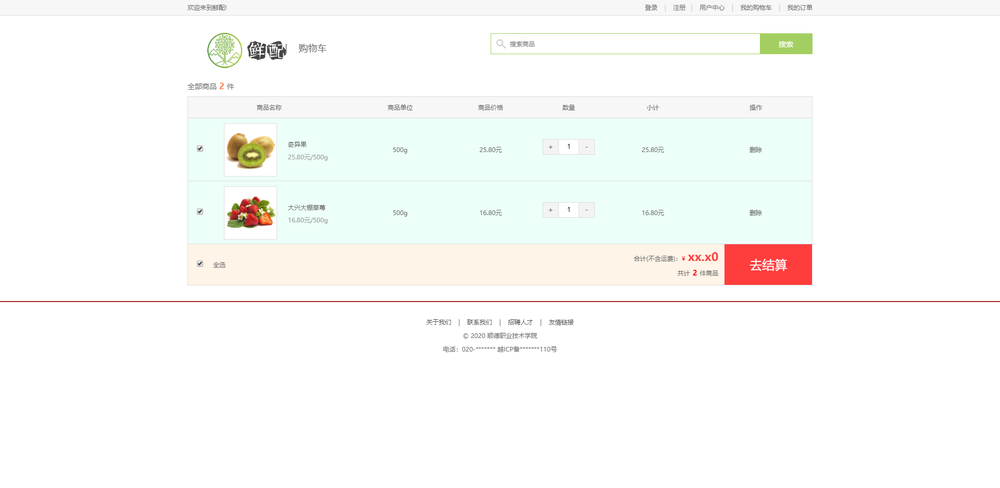 欢迎来到鲜配!
登录 | 注册 | 用户中心 | 我的购物车 | 我的订单
鲜配 购物车
搜索商品 搜索
全部商品 2 件
商品名称 商品单位 商品价格 数量 小计 操作
奇异果
25.80元/500g
500g 25.80元 + 1 - 25.80元 删除
大兴大棚草莓
16.80元/500g
500g 16.80元 + 1 - 16.80元 删除
全选
合计(不含运费)：¥ xx.x0
共计 2 件商品
去结算
关于我们 | 联系我们 | 招聘人才 | 友情链接
© 2020 顺德职业技术学院
电话：020-******* 越ICP备*******110号